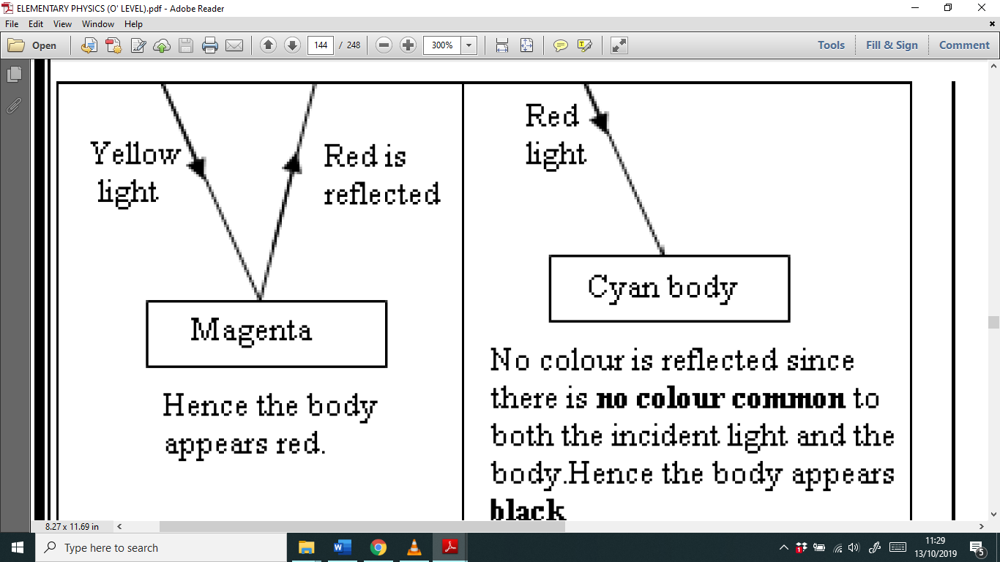 ELEMENTARY PHYSICS (O' LEVEL).pdf - Adobe Reader
File Edit View Window Help
Open 144 / 248 300% Tools Fill & Sign Comment
Yellow
light
Red is
reflected
Magenta
Hence the body
appears red.
Red
light
Cyan body
No colour is reflected since
there is no colour common to
both the incident light and the
body.Hence the body appears
black
8.27 x 11.69 in
Type here to search
11:29
13/10/2019
5